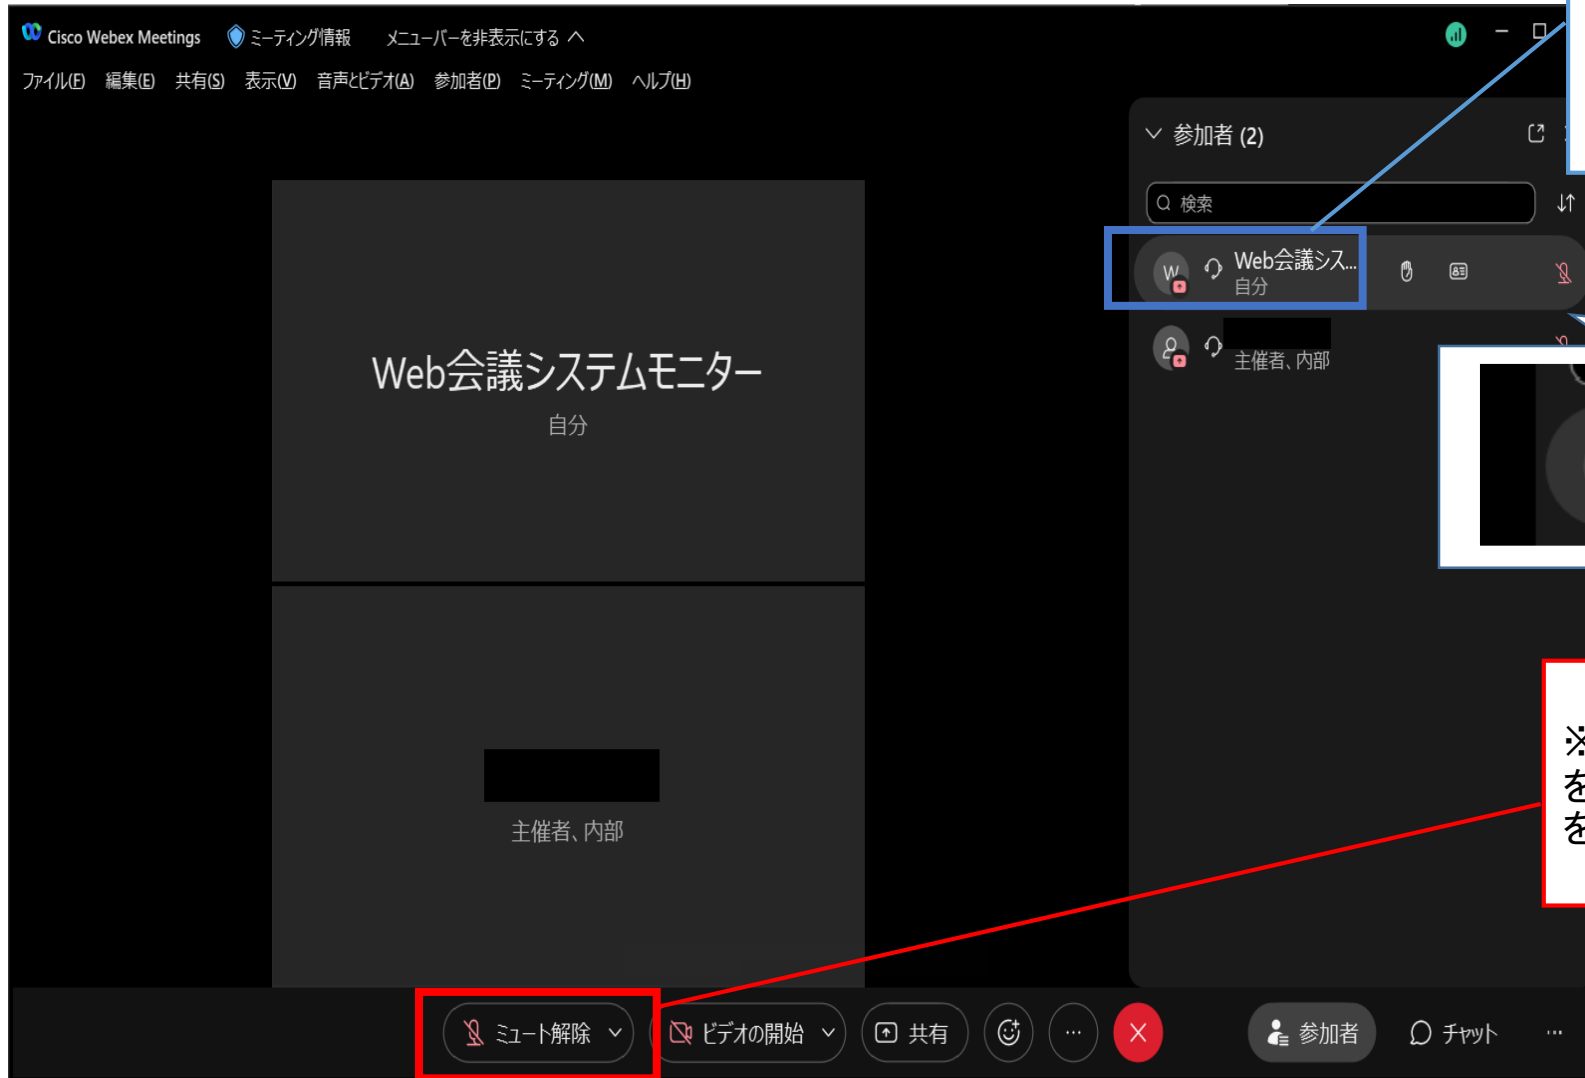 Cisco Webex Meetings ミーティング情報 メニューバーを非表示にする
ファイル(F) 編集(E) 共有(S) 表示(V) 音声とビデオ(A) 参加者(P) ミーティング(M) ヘルプ(H)
参加者 (2)
検索
W Web会議シス...
自分
主催者、内部
Web会議システムモニター
自分
主催者、内部
※
を
を
ミュート解除 ビデオの開始 共有 ... 参加者 チャット ...